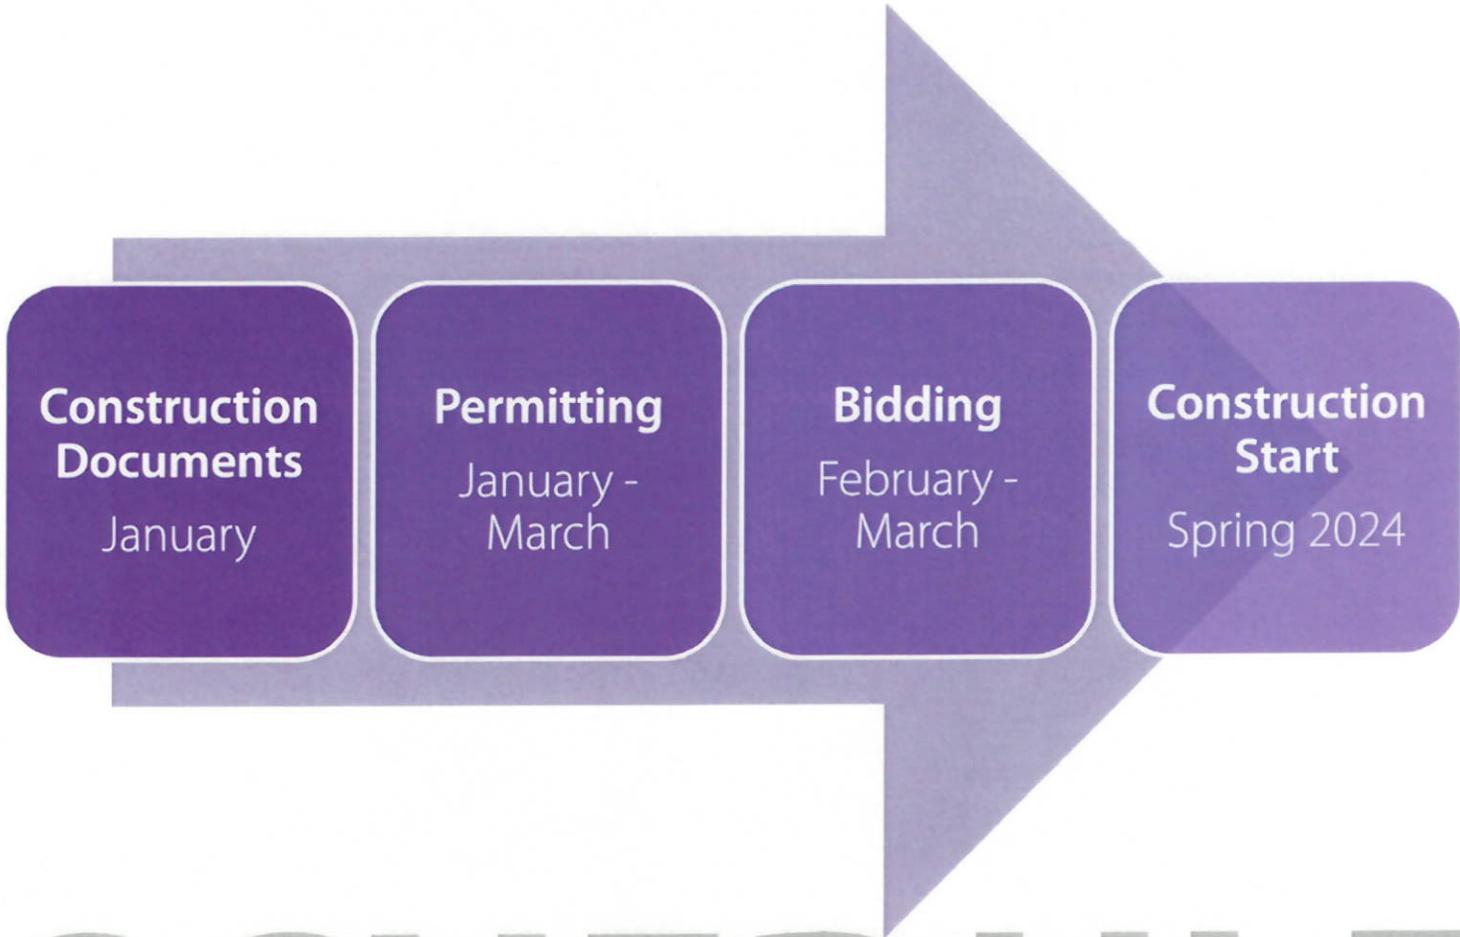 Construction
Documents
January
Permitting
January -
March
Bidding
February -
March
Construction
Start
Spring 2024